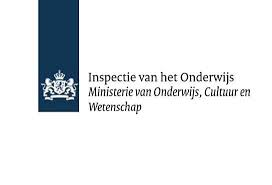 Inspectie van het Onderwijs
Ministerie van Onderwijs, Cultuur en
Wetenschap